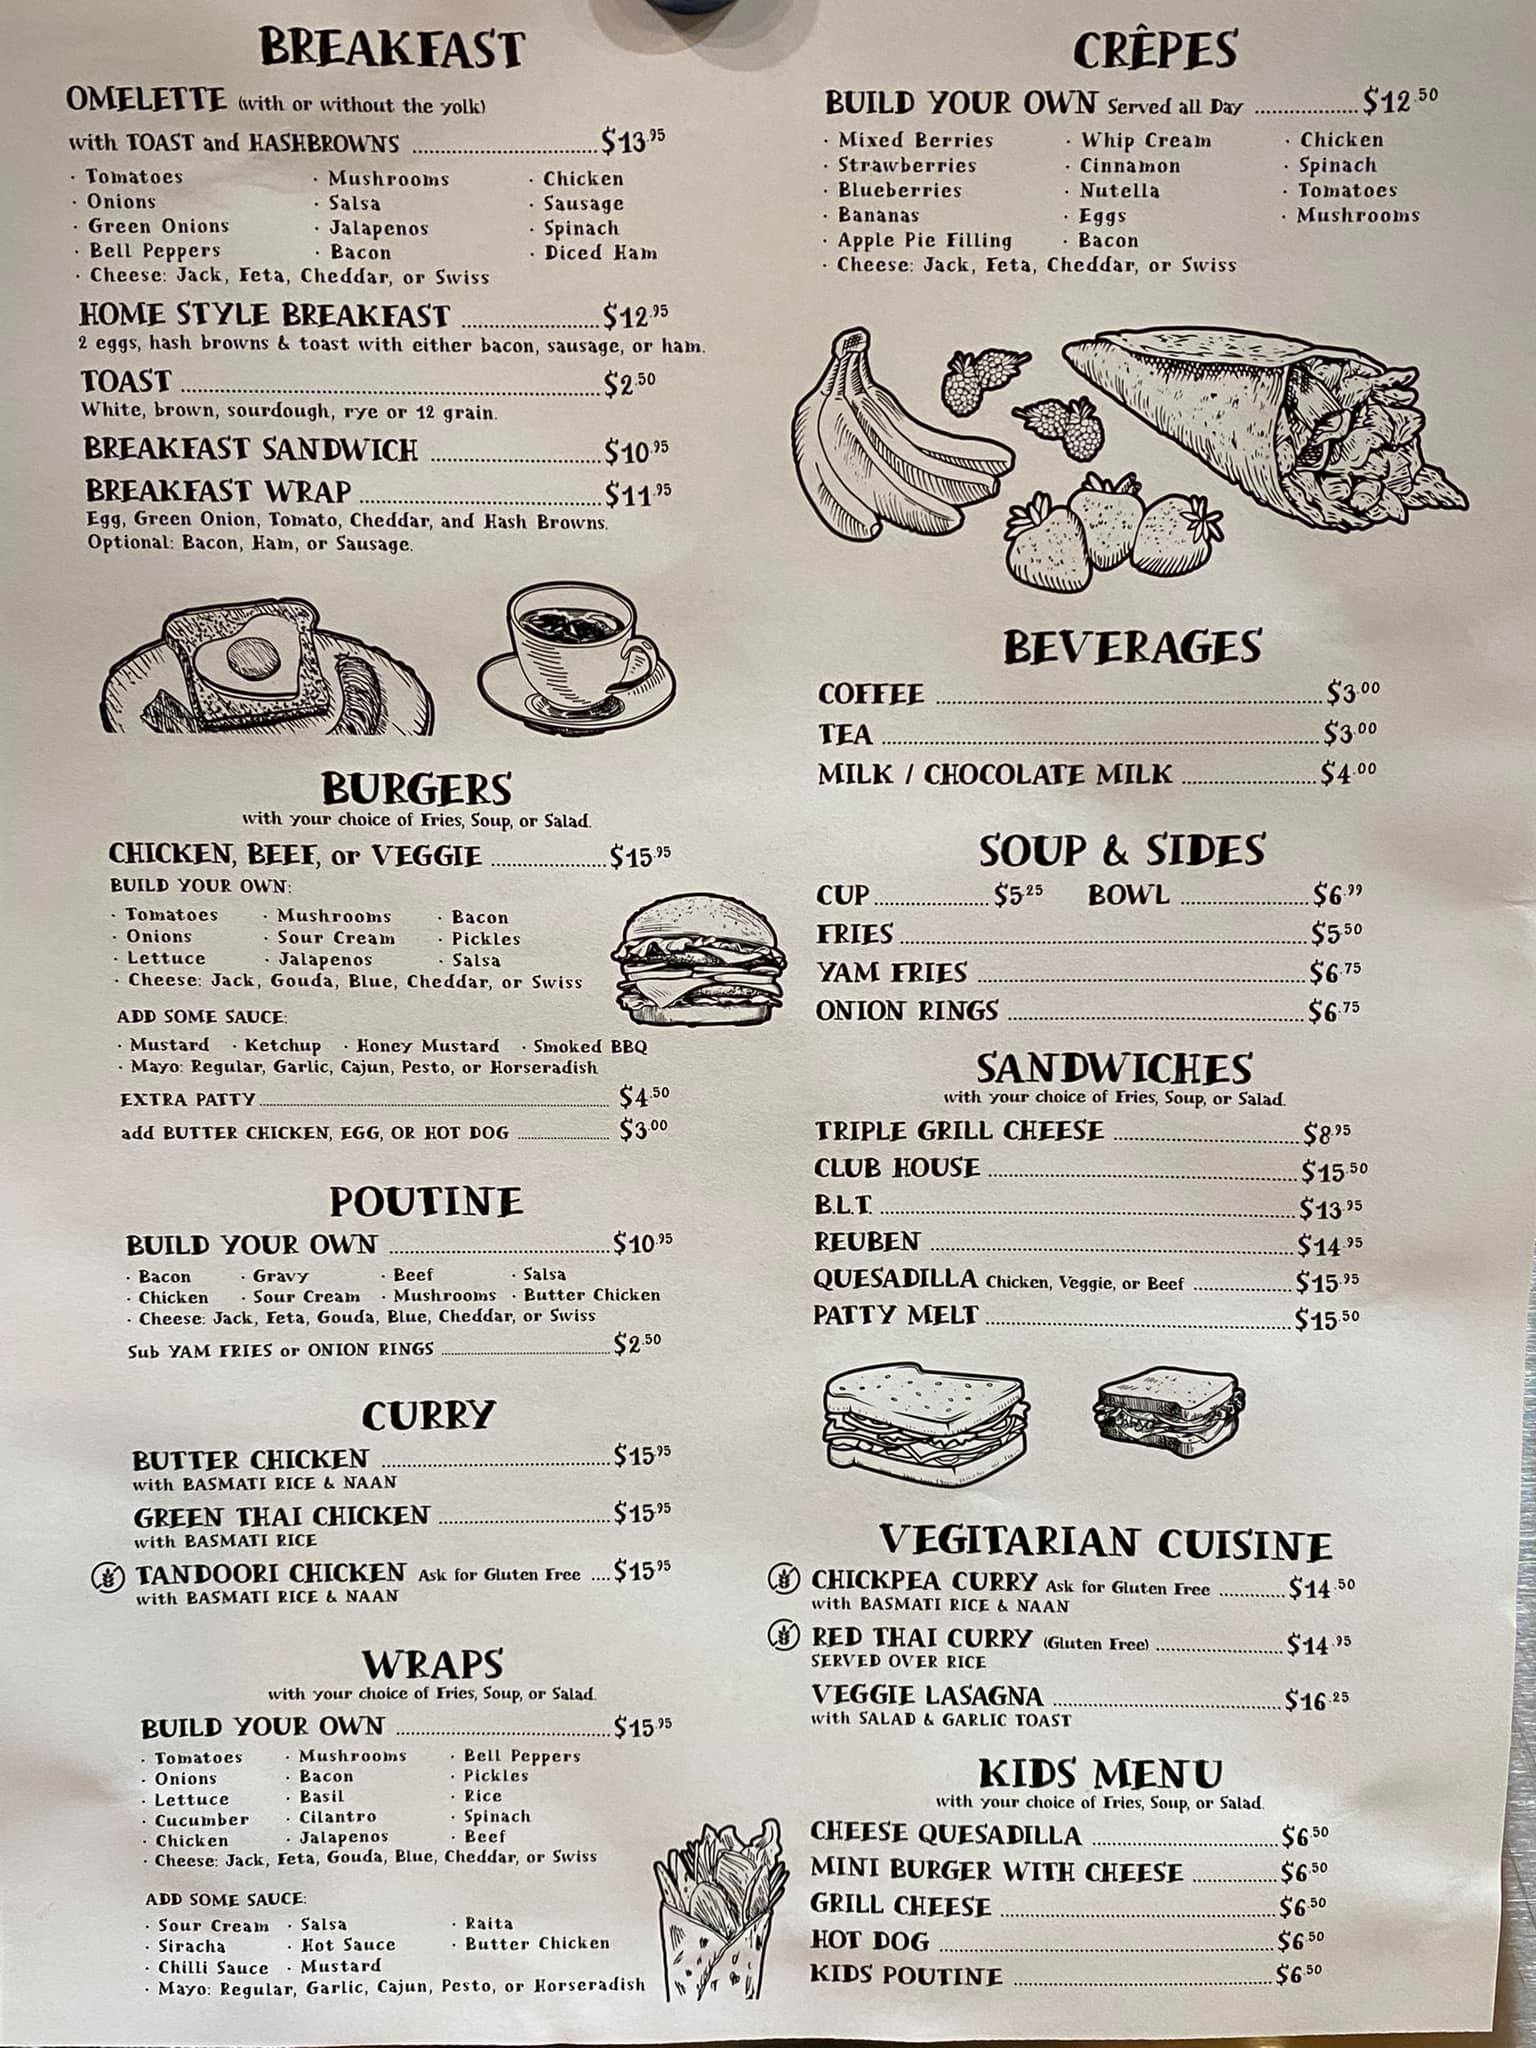 BREAKFAST
OMELETTE (with or without the yolk)
with TOAST and HASHBROWNS ........ $13.95
· Tomatoes · Mushrooms · Chicken
· Onions · Salsa · Sausage
· Green Onions · Jalapenos · Spinach
· Bell Peppers · Bacon · Diced Ham
· Cheese: Jack, Feta, Cheddar, or Swiss
HOME STYLE BREAKFAST ........ $12.95
2 eggs, hash browns & toast with either bacon, sausage, or ham.
TOAST ........ $2.50
White, brown, sourdough, rye or 12 grain.
BREAKFAST SANDWICH ........ $10.95
BREAKFAST WRAP ........ $11.95
Egg, Green Onion, Tomato, Cheddar, and Hash Browns.
Optional: Bacon, Ham, or Sausage.
BURGERS
with your choice of Fries, Soup, or Salad.
CHICKEN, BEEF, or VEGGIE ........ $15.95
BUILD YOUR OWN:
· Tomatoes · Mushrooms · Bacon
· Onions · Sour Cream · Pickles
· Lettuce · Jalapenos · Salsa
· Cheese: Jack, Gouda, Blue, Cheddar, or Swiss
ADD SOME SAUCE:
· Mustard · Ketchup · Honey Mustard · Smoked BBQ
· Mayo: Regular, Garlic, Cajun, Pesto, or Horseradish
EXTRA PATTY ........ $4.50
add BUTTER CHICKEN, EGG, OR HOT DOG ........ $3.00
POUTINE
BUILD YOUR OWN ........ $10.95
· Bacon · Gravy · Beef · Salsa
· Chicken · Sour Cream · Mushrooms · Butter Chicken
· Cheese: Jack, Feta, Gouda, Blue, Cheddar, or Swiss
Sub YAM FRIES or ONION RINGS ........ $2.50
CURRY
BUTTER CHICKEN ........ $15.95
with BASMATI RICE & NAAN
GREEN THAI CHICKEN ........ $15.95
with BASMATI RICE
TANDOORI CHICKEN Ask for Gluten Free .... $15.95
with BASMATI RICE & NAAN
WRAPS
with your choice of Fries, Soup, or Salad.
BUILD YOUR OWN ........ $15.95
· Tomatoes · Mushrooms · Bell Peppers
· Onions · Bacon · Pickles
· Lettuce · Basil · Rice
· Cucumber · Cilantro · Spinach
· Chicken · Jalapenos · Beef
· Cheese: Jack, Feta, Gouda, Blue, Cheddar, or Swiss
ADD SOME SAUCE:
· Sour Cream · Salsa · Raita
· Siracha · Hot Sauce · Butter Chicken
· Chilli Sauce · Mustard
· Mayo: Regular, Garlic, Cajun, Pesto, or Horseradish
CRÊPES
BUILD YOUR OWN Served all Day ........ $12.50
· Mixed Berries · Whip Cream · Chicken
· Strawberries · Cinnamon · Spinach
· Blueberries · Nutella · Tomatoes
· Bananas · Eggs · Mushrooms
· Apple Pie Filling · Bacon
· Cheese: Jack, Feta, Cheddar, or Swiss
BEVERAGES
COFFEE ........ $3.00
TEA ........ $3.00
MILK / CHOCOLATE MILK ........ $4.00
SOUP & SIDES
CUP ........ $5.25 BOWL ........ $6.99
FRIES ........ $5.50
YAM FRIES ........ $6.75
ONION RINGS ........ $6.75
SANDWICHES
with your choice of Fries, Soup, or Salad.
TRIPLE GRILL CHEESE ........ $8.95
CLUB HOUSE ........ $15.50
B.L.T. ........ $13.95
REUBEN ........ $14.95
QUESADILLA Chicken, Veggie, or Beef ........ $15.95
PATTY MELT ........ $15.50
VEGITARIAN CUISINE
CHICKPEA CURRY Ask for Gluten Free ........ $14.50
with BASMATI RICE & NAAN
RED THAI CURRY (Gluten Free) ........ $14.95
SERVED OVER RICE
VEGGIE LASAGNA ........ $16.25
with SALAD & GARLIC TOAST
KIDS MENU
with your choice of Fries, Soup, or Salad.
CHEESE QUESADILLA ........ $6.50
MINI BURGER WITH CHEESE ........ $6.50
GRILL CHEESE ........ $6.50
HOT DOG ........ $6.50
KIDS POUTINE ........ $6.50